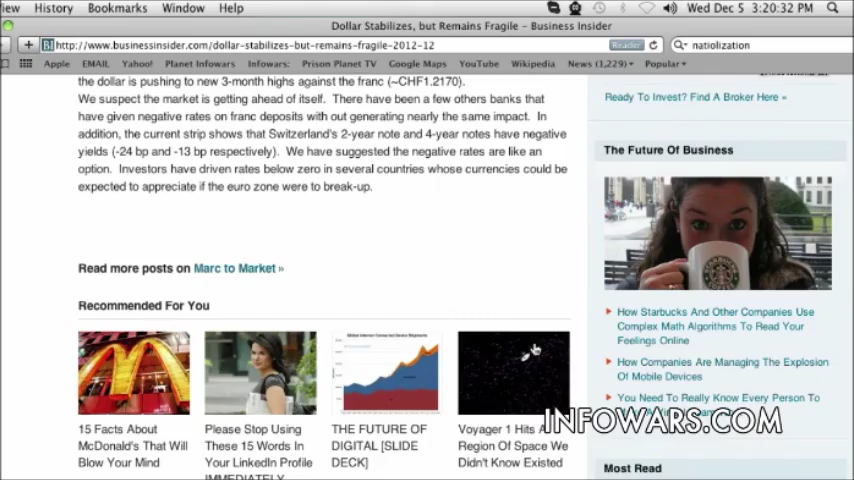 iew History Bookmarks Window Help
Wed Dec 5 3:20:32 PM
Dollar Stabilizes, but Remains Fragile – Business Insider
http://www.businessinsider.com/dollar-stabilizes-but-remains-fragile-2012-12
Reader
natiolization
Apple EMAIL Yahoo! Planet Infowars Infowars: Prison Planet TV Google Maps YouTube Wikipedia News (1,229) Popular
the dollar is pushing to new 3-month highs against the franc (~CHF1.2170).
We suspect the market is getting ahead of itself. There have been a few others banks that
have given negative rates on franc deposits with out generating nearly the same impact. In
addition, the current strip shows that Switzerland's 2-year note and 4-year notes have negative
yields (-24 bp and -13 bp respectively). We have suggested the negative rates are like an
option. Investors have driven rates below zero in several countries whose currencies could be
expected to appreciate if the euro zone were to break-up.
Read more posts on Marc to Market »
Recommended For You
15 Facts About
McDonald's That Will
Blow Your Mind
Please Stop Using
These 15 Words In
Your LinkedIn Profile
IMMEDIATELY
THE FUTURE OF
DIGITAL [SLIDE
DECK]
Voyager 1 Hits A
Region Of Space We
Didn't Know Existed
Ready To Invest? Find A Broker Here »
The Future Of Business
How Starbucks And Other Companies Use
Complex Math Algorithms To Read Your
Feelings Online
How Companies Are Managing The Explosion
Of Mobile Devices
You Need To Really Know Every Person To
INFOWARS.COM
Most Read